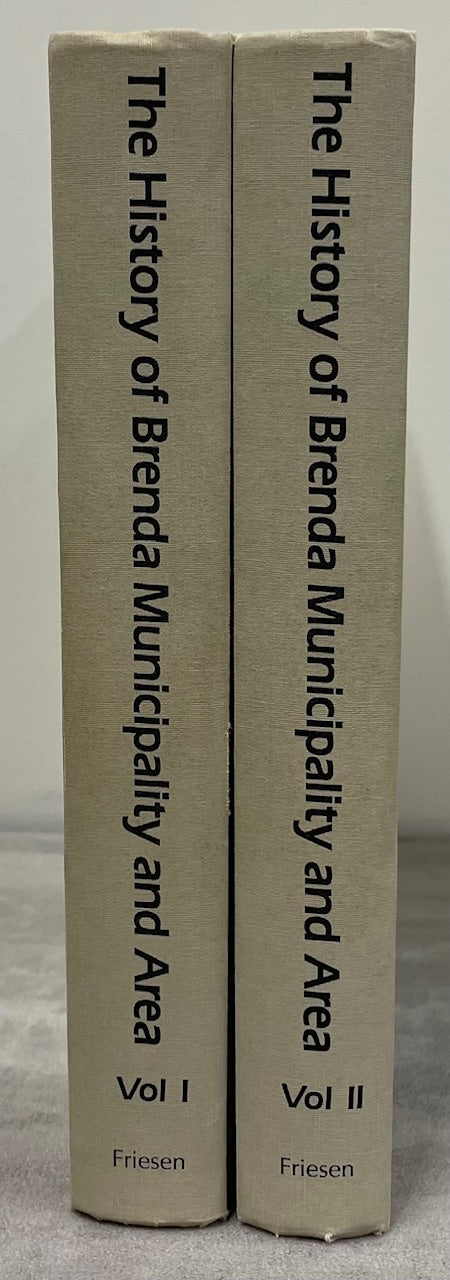 The History of Brenda Municipality and Area
Vol I
Friesen
The History of Brenda Municipality and Area
Vol II
Friesen